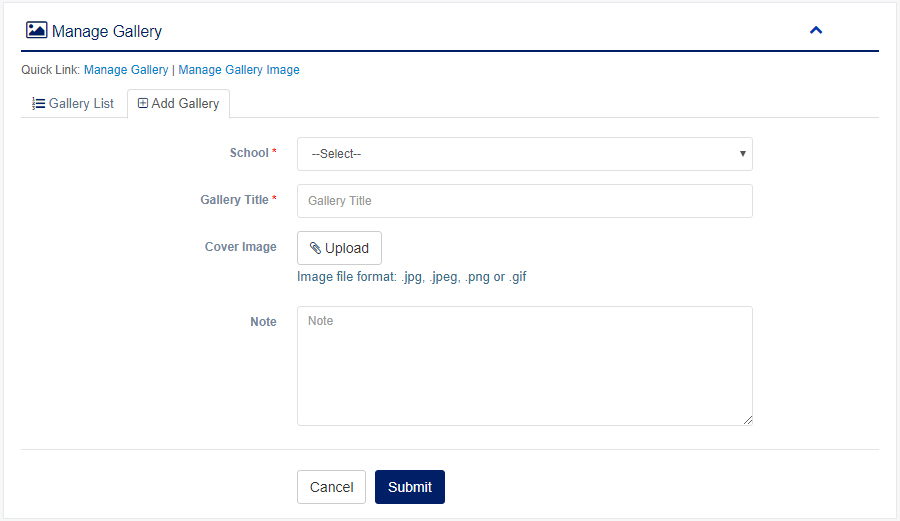 Manage Gallery
Quick Link: Manage Gallery | Manage Gallery Image
Gallery List
Add Gallery
School *
--Select--
Gallery Title *
Gallery Title
Cover Image
Upload
Image file format: .jpg, .jpeg, .png or .gif
Note
Note
Cancel
Submit